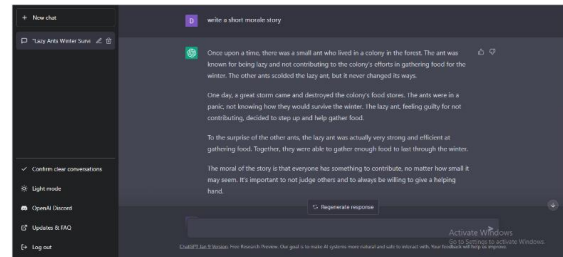 New chat
"Lazy Ants Winter Survi
Confirm clear conversations
Light mode
OpenAI Discord
Updates & FAQ
Log out
D
write a short morale story
Once upon a time, there was a small ant who lived in a colony in the forest. The ant was
known for being lazy and not contributing to the colony's efforts in gathering food for the
winter. The other ants scolded the lazy ant, but it never changed its ways.
One day, a great storm came and destroyed the colony's food stores. The ants were in a
panic, not knowing how they would survive the winter. The lazy ant, feeling guilty for not
contributing, decided to step up and help gather food.
To the surprise of the other ants, the lazy ant was actually very strong and efficient at
gathering food. Together, they were able to gather enough food to last through the winter.
The moral of the story is that everyone has something to contribute, no matter how small it
may seem. It's important to not judge others and to always be willing to give a helping
hand.
Regenerate response
Activate Windows
Go to Settings to activate Windows.
ChatGPT Jan 9 Version. Free Research Preview. Our goal is to make AI systems more natural and safe to interact with. Your feedback will help us improve.